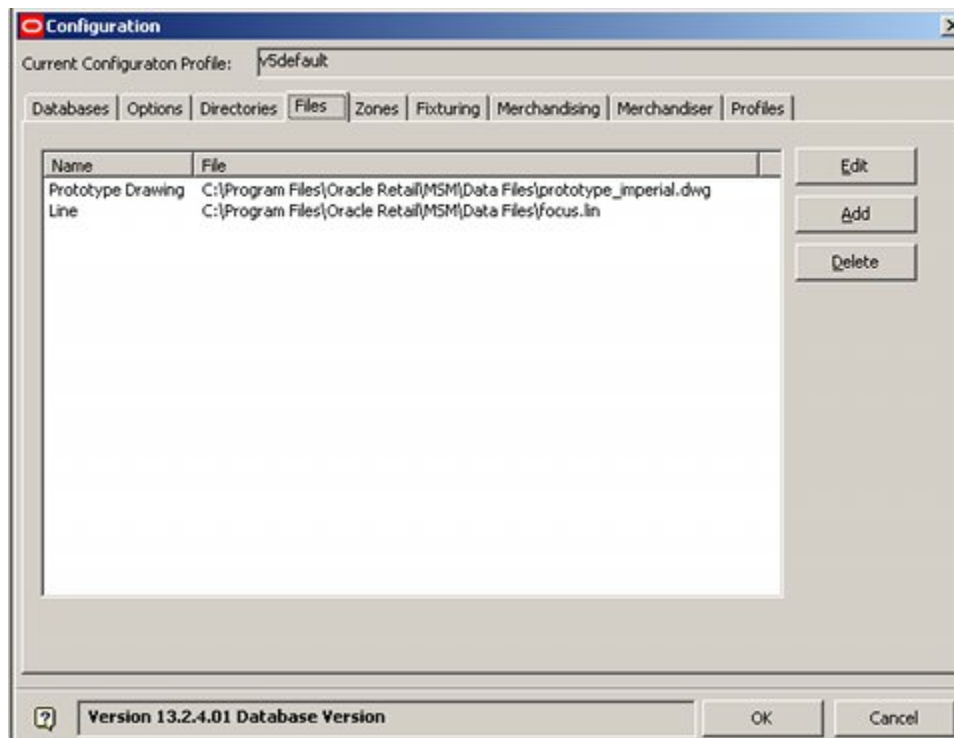 Configuration
Current Configuraton Profile: v5default
Databases Options Directories Files Zones Fixturing Merchandising Merchandiser Profiles
Name File
Prototype Drawing C:\Program Files\Oracle Retail\MSM\Data Files\prototype_imperial.dwg
Line C:\Program Files\Oracle Retail\MSM\Data Files\focus.lin
Edit
Add
Delete
Version 13.2.4.01 Database Version
OK
Cancel